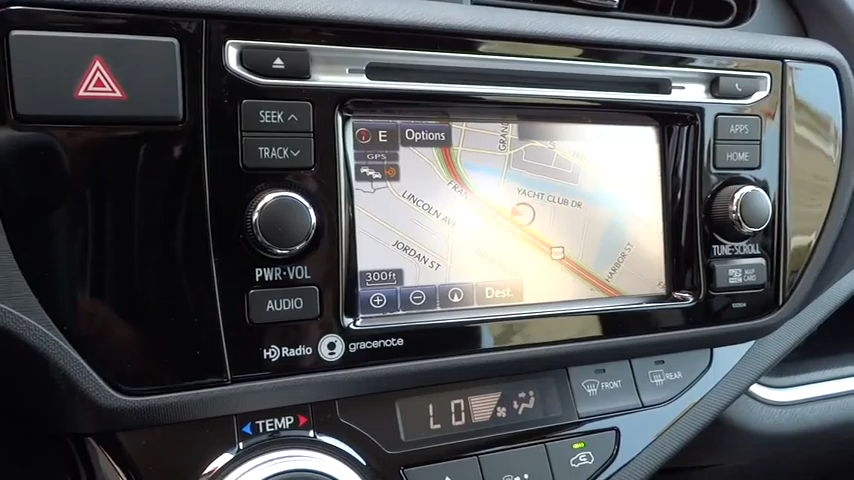 SEEK
TRACK
PWR•VOL
AUDIO
HD Radio
gracenote
E
Options
GPS
YACHT CLUB DR
LINCOLN AVE
JORDAN ST
HARBOR ST
300ft
Dest.
APPS
HOME
TUNE•SCROLL
MAP CARD
TEMP
LO
FRONT
REAR